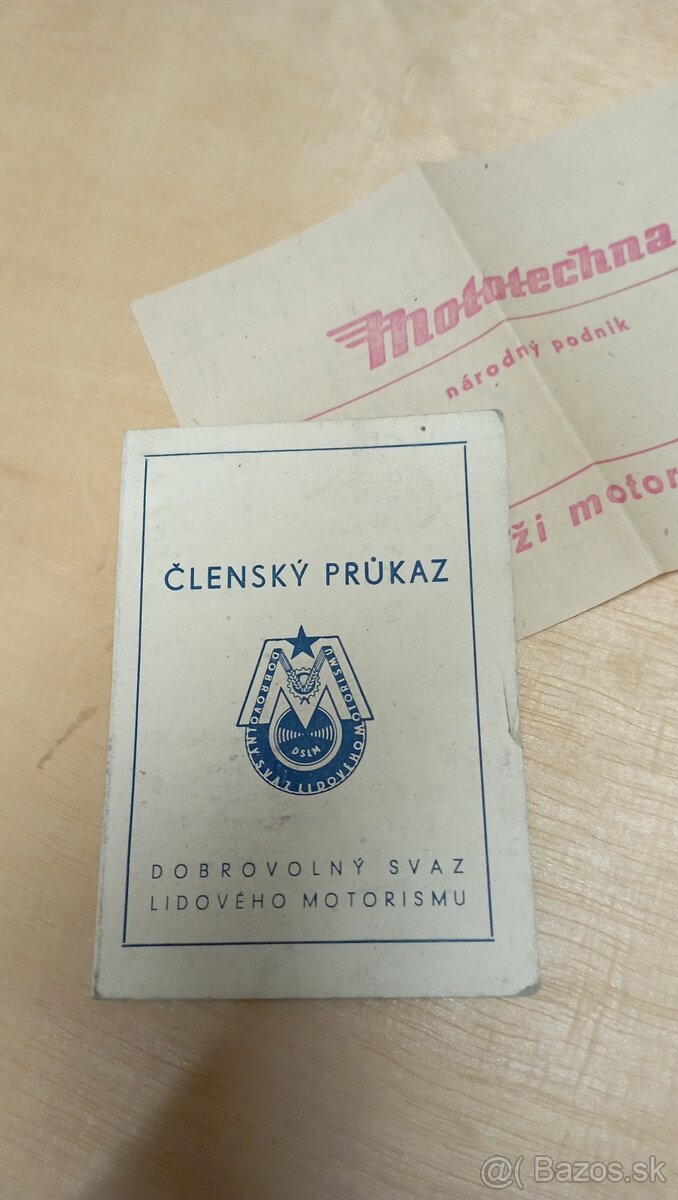 Mototechna
národný podnik
ži motor
ČLENSKÝ PRŮKAZ
DOBROVOLNÝ SVAZ LIDOVÉHO MOTORISMU
DSLM
DOBROVOLNÝ SVAZ
LIDOVÉHO MOTORISMU
@( Bazos.sk